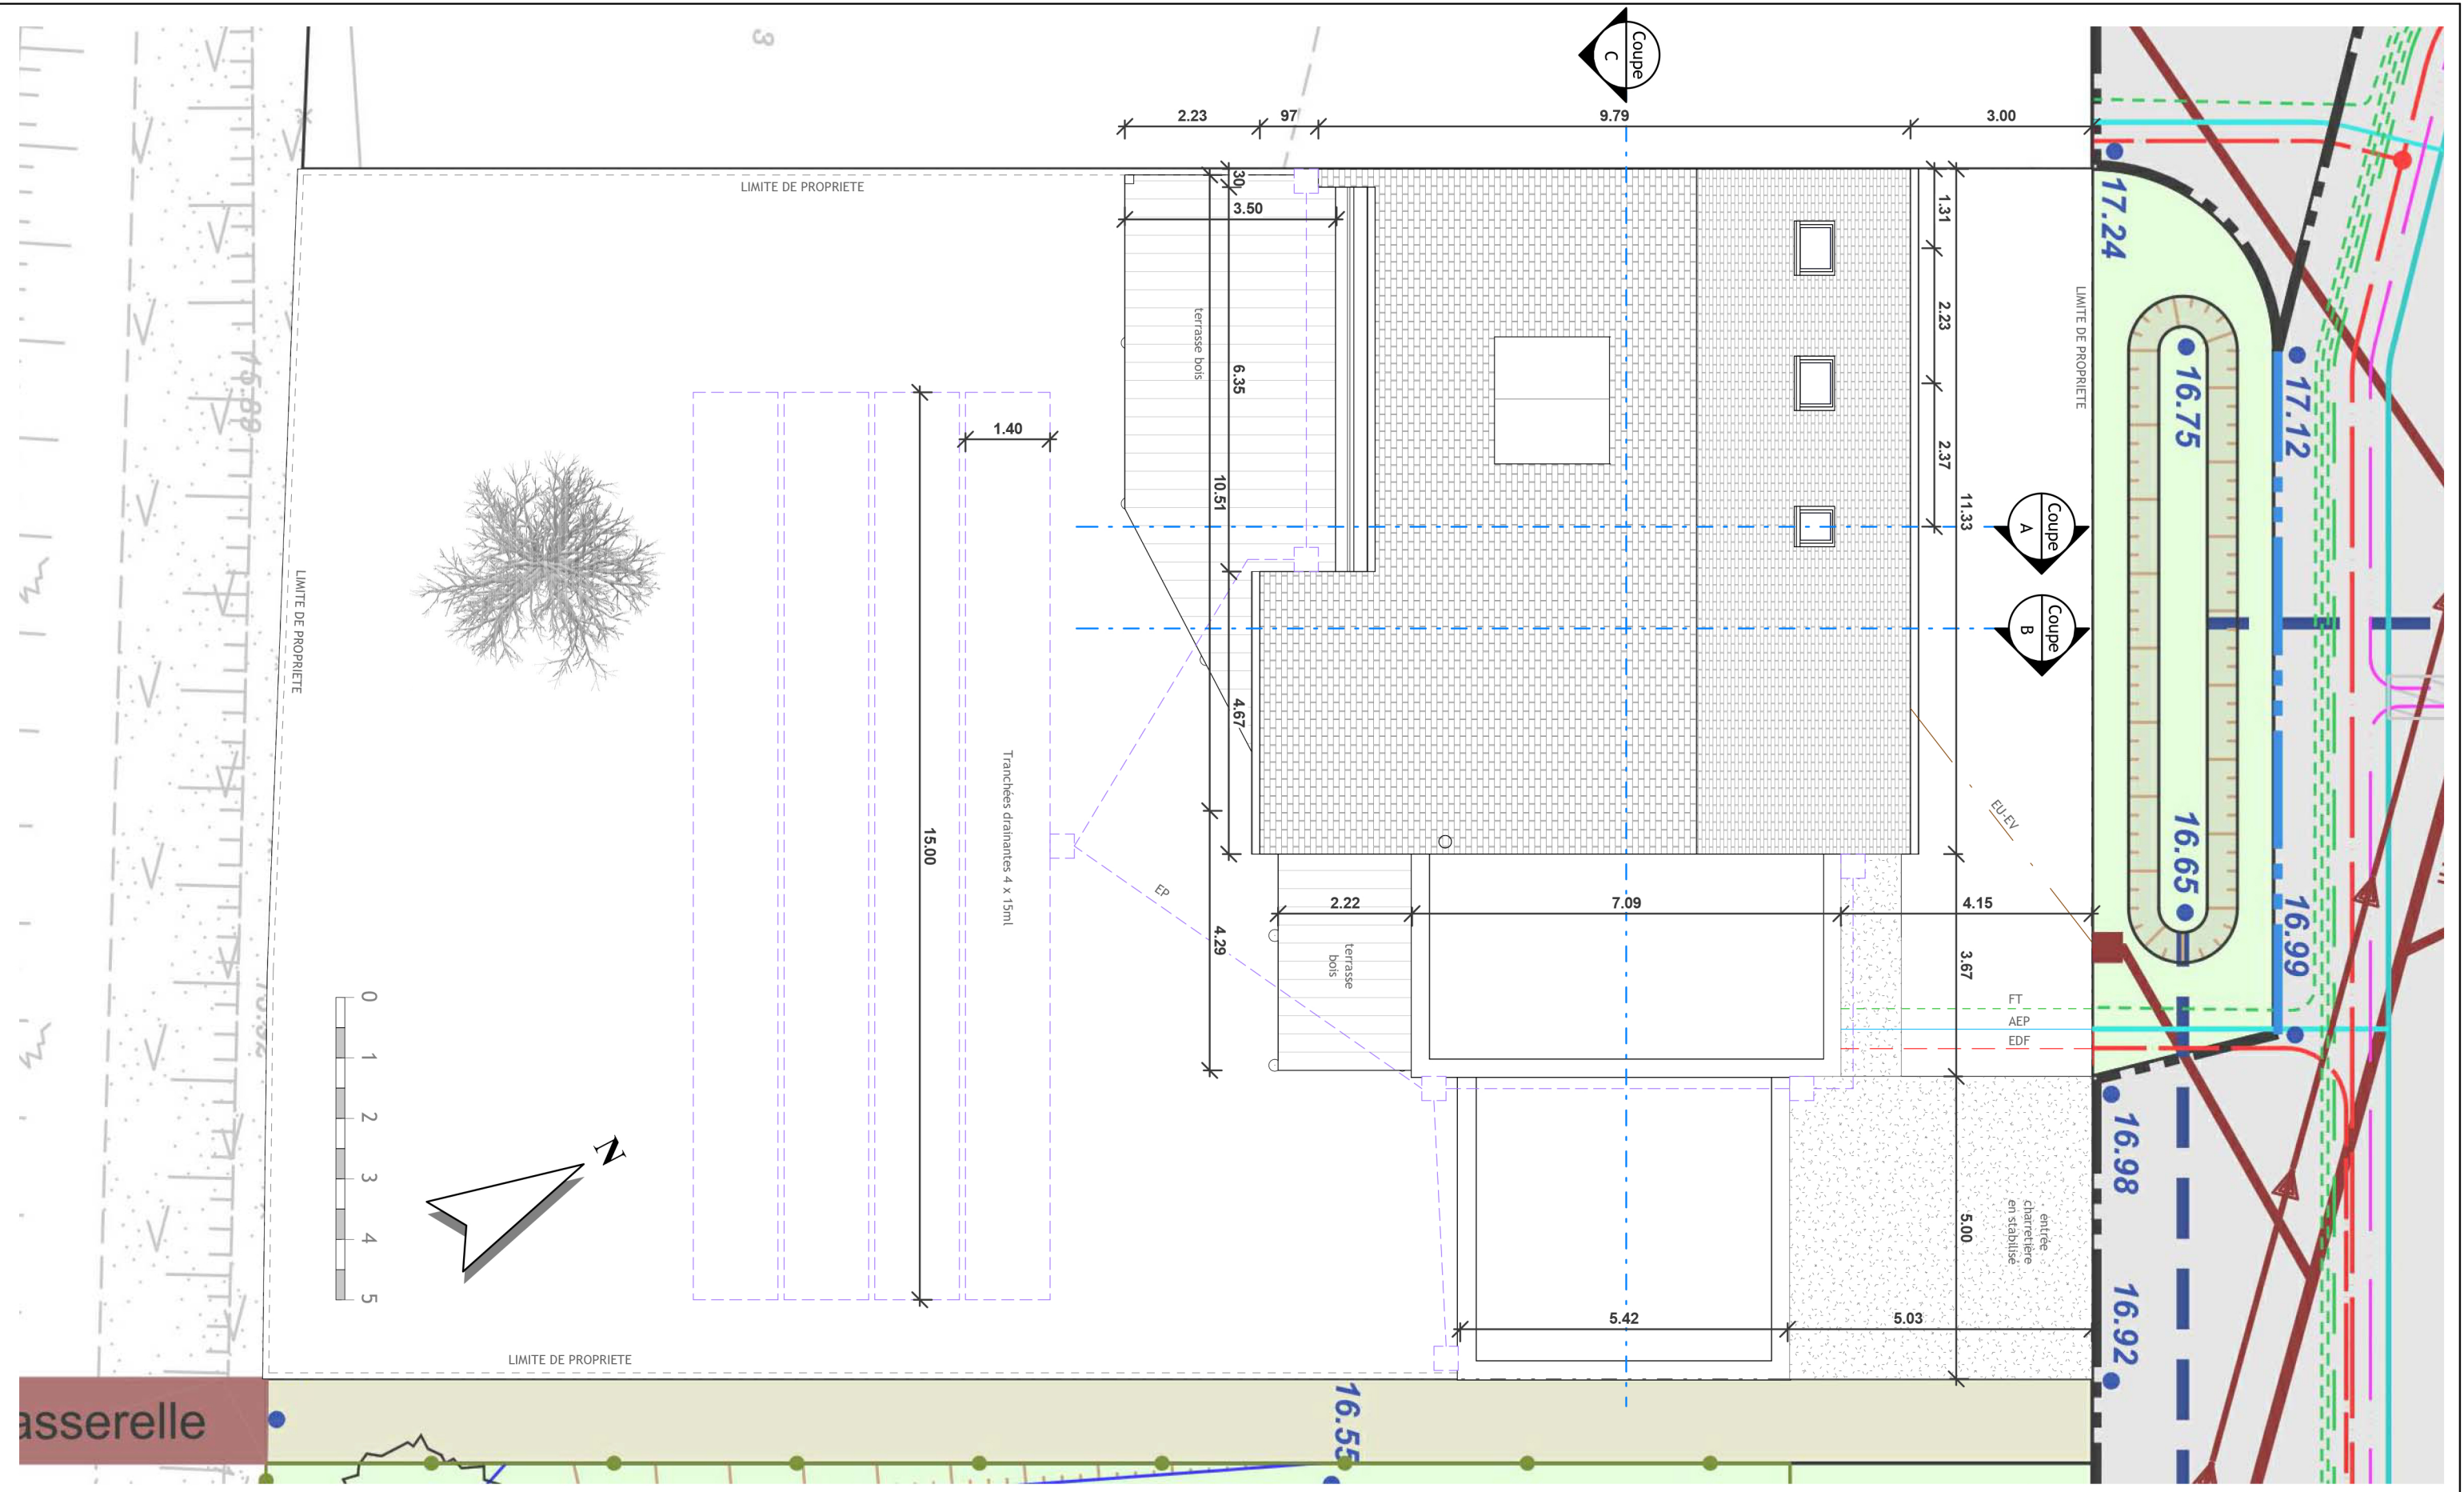 3
Coupe
C
2.23
97
9.79
3.00
LIMITE DE PROPRIETE
30
3.50
1.31
17.24
LIMITE DE PROPRIETE
2.23
terrasse bois
6.35
16.75
17.12
1.40
2.37
10.51
11.33
Coupe
A
Coupe
B
LIMITE DE PROPRIETE
4.67
Tranchées drainantes 4 x 15ml
15.00
EU-EV
16.65
EP
2.22
7.09
4.15
4.29
terrasse
bois
3.67
16.99
FT
AEP
EDF
0
1
2
3
4
5
N
16.98
entrée
charretière
en stabilisé
5.00
5.42
5.03
16.92
LIMITE DE PROPRIETE
asserelle
16.55